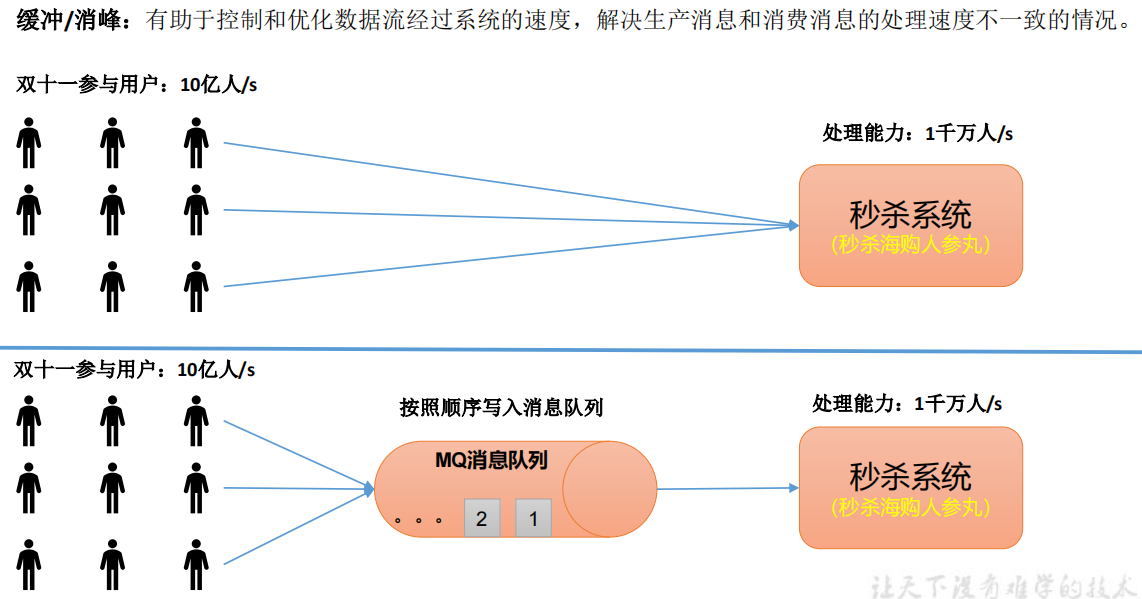 缓冲/消峰：有助于控制和优化数据流经过系统的速度，解决生产消息和消费消息的处理速度不一致的情况。
双十一参与用户：10亿人/s
处理能力：1千万人/s
秒杀系统
(秒杀海购人参丸)
双十一参与用户：10亿人/s
按照顺序写入消息队列
处理能力：1千万人/s
MQ消息队列
秒杀系统
(秒杀海购人参丸)
。。。 2 1
让天下没有难学的技术